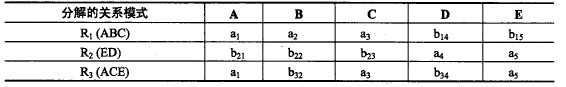 分解的关系模式 A B C D E
R₁ (ABC) a₁ a₂ a₃ b₁₄ b₁₅
R₂ (ED) b₂₁ b₂₂ b₂₃ a₄ a₅
R₃ (ACE) a₁ b₃₂ a₃ b₃₄ a₅